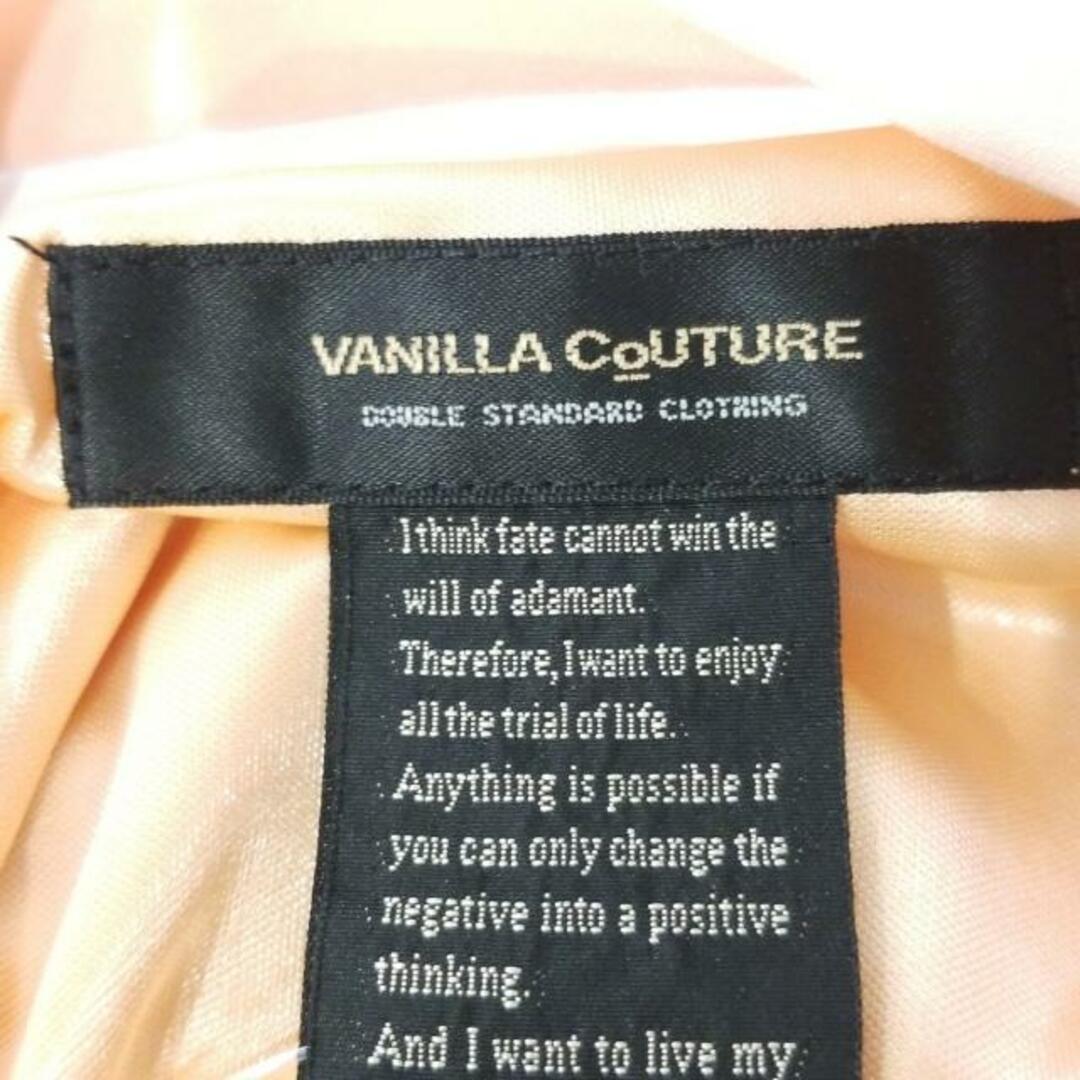 VANILLA CoUTURE
DOUBLE STANDARD CLOTHING
I think fate cannot win the
will of adamant.
Therefore, I want to enjoy
all the trial of life.
Anything is possible if
you can only change the
negative into a positive
thinking.
And I want to live my